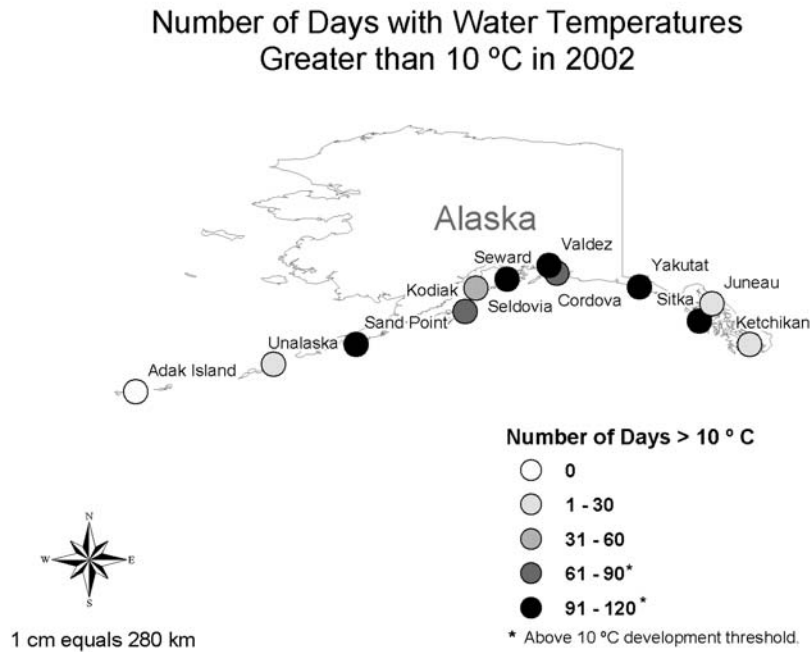 Number of Days with Water Temperatures
Greater than 10 ºC in 2002
Alaska
Valdez
Seward
Yakutat
Juneau
Kodiak
Seldovia
Cordova
Sitka
Sand Point
Ketchikan
Unalaska
Adak Island
Number of Days > 10 º C
0
1 - 30
31 - 60
61 - 90*
91 - 120*
* Above 10 ºC development threshold.
N
W E
S
1 cm equals 280 km